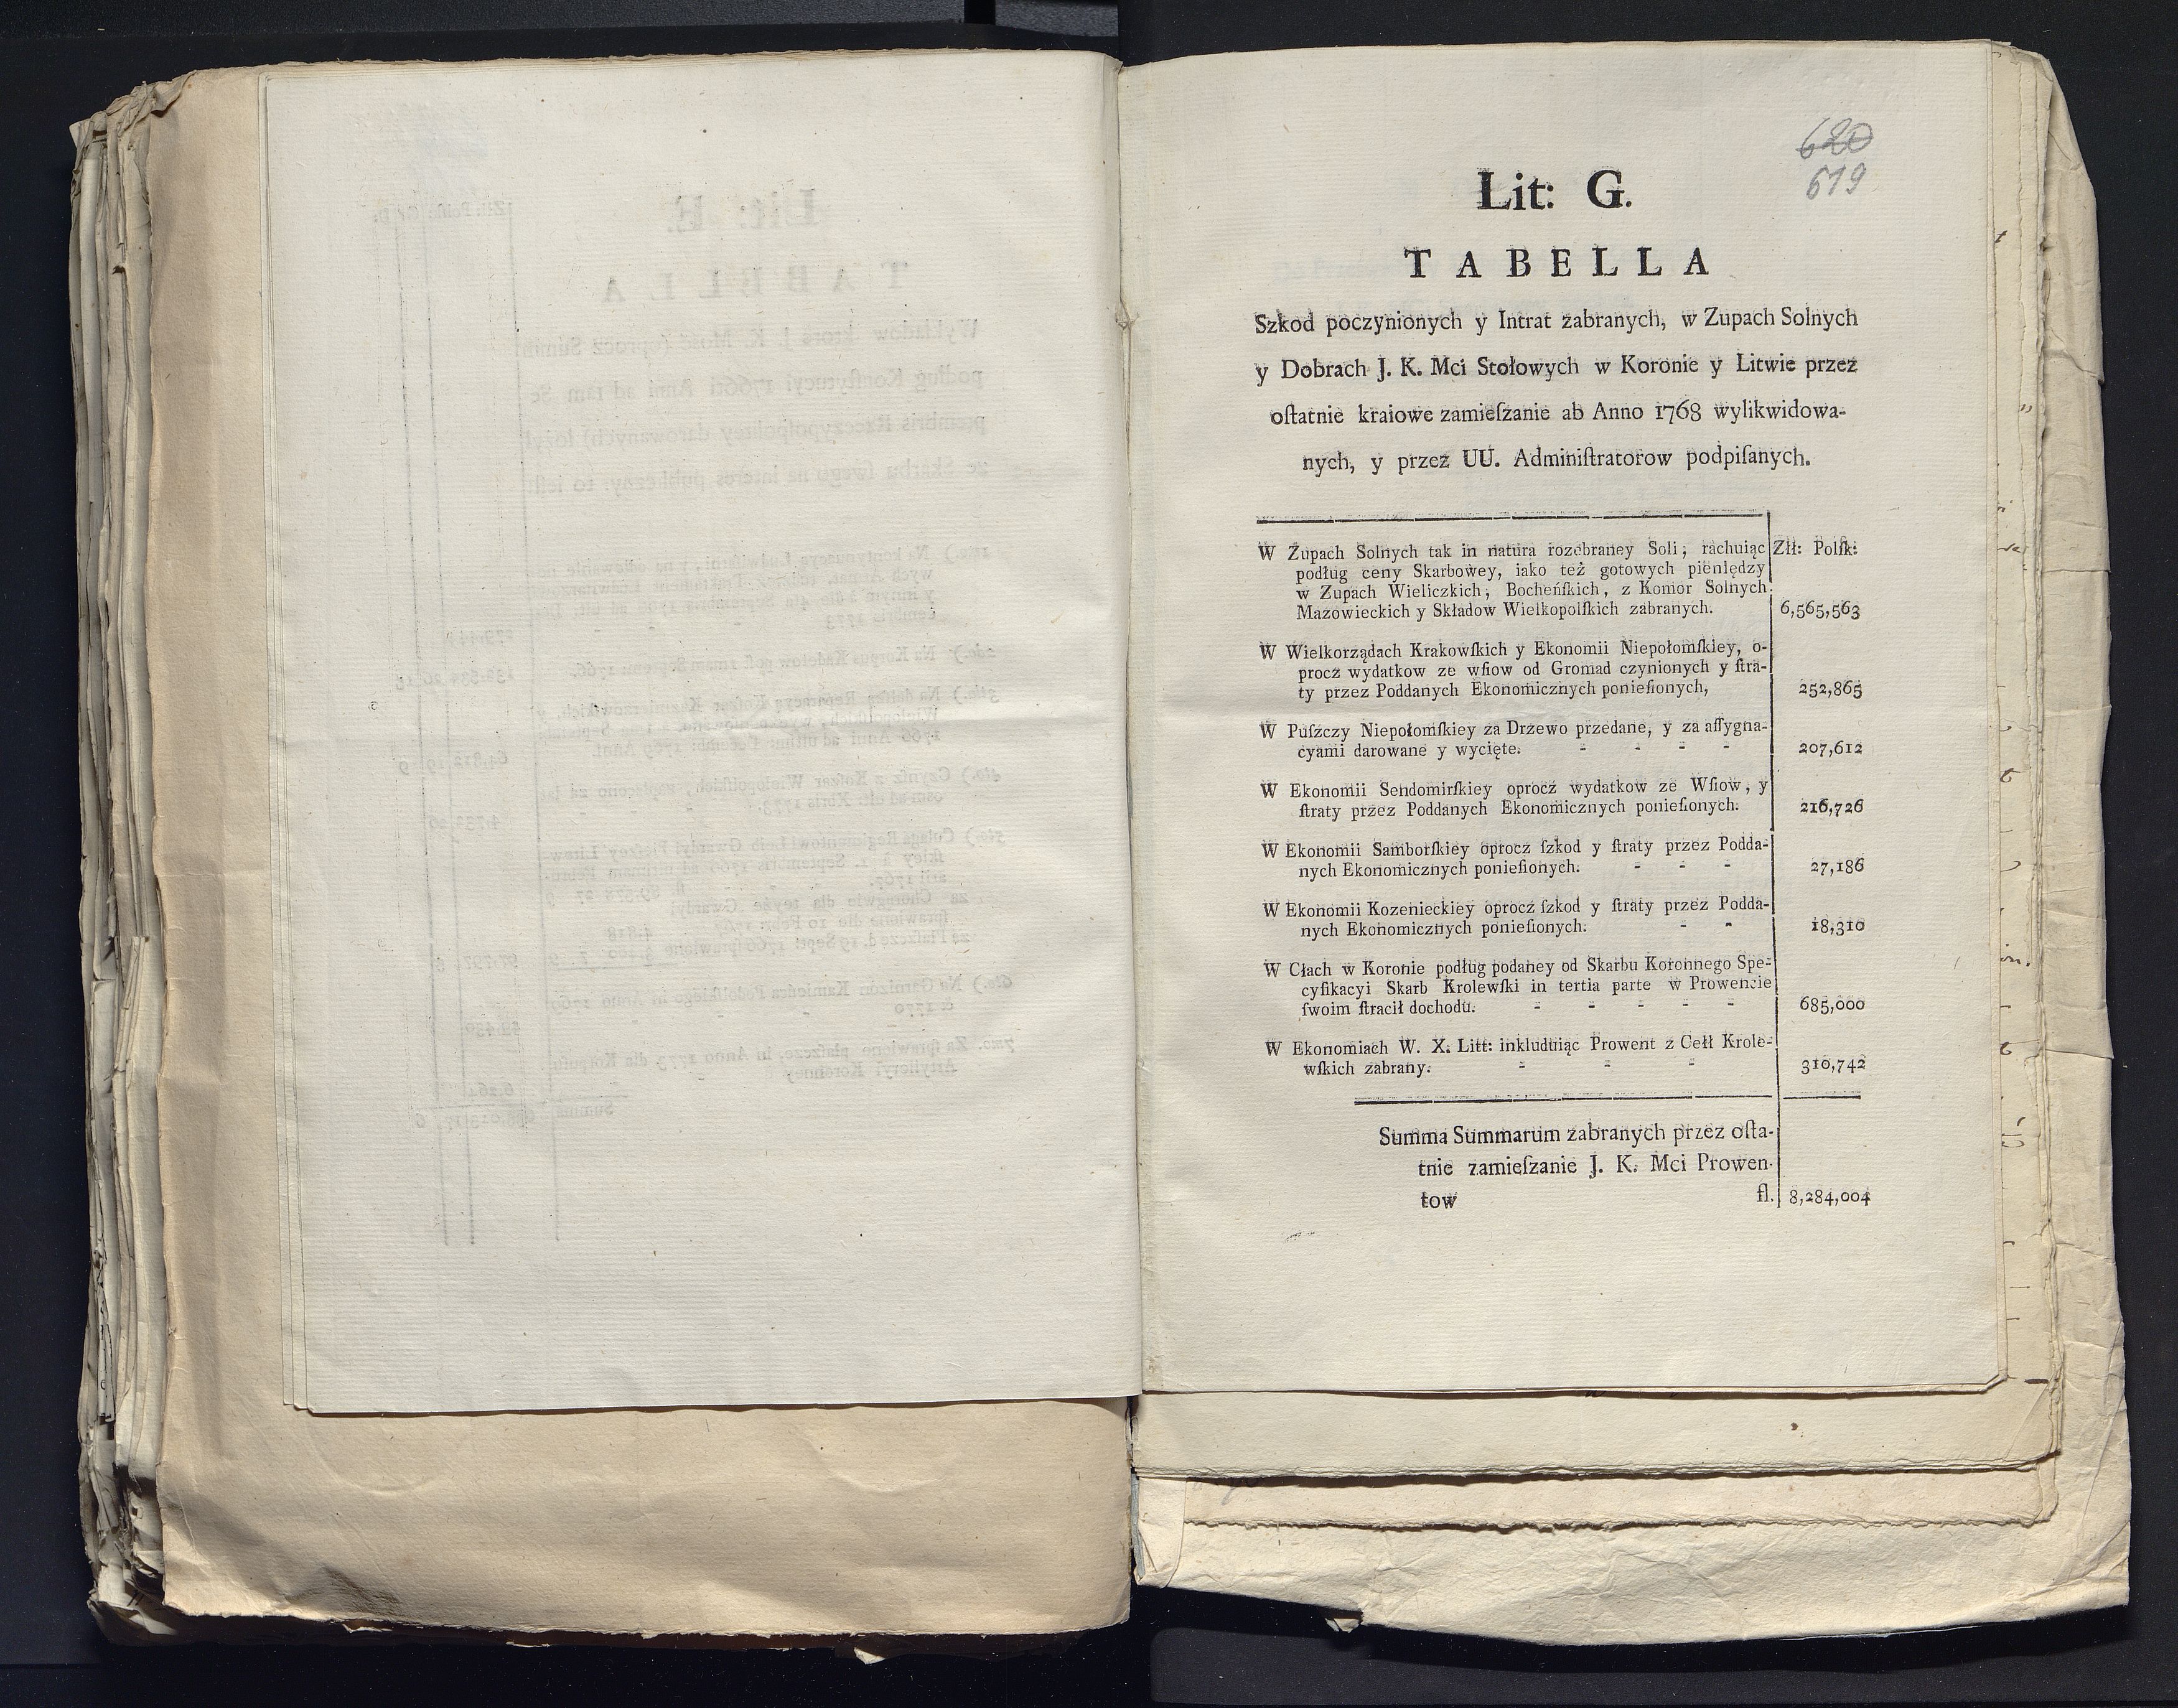 620
619
Lit: G.
TABELLA
Szkod poczynionych y Intrat zabranych, w Zupach Solnych
y Dobrach J. K. Mci Stołowych w Koronie y Litwie przez
oſtatnie kraiowe zamieſzanie ab Anno 1768 wylikwidowa-
nych, y przez UU. Adminiſtratorow podpiſanych.
W Zupach Solnych tak in natura rozebraney Soli, rachuiąc Złł: Polſk:
podług ceny Skarbowey, iako też gotowych pieniędzy
w Zupach Wieliczkich, Bocheńſkich, z Komor Solnych
Mazowieckich y Składow Wielkopolſkich zabranych. 6,565,563
W Wielkorządach Krakowſkich y Ekonomii Niepołomſkiey, o-
procz wydatkow ze wſiow od Gromad czynionych y ſtra-
ty przez Poddanych Ekonomicznych ponieſionych, 252,865
W Puſzczy Niepołomſkiey za Drzewo przedane, y za aſſygna-
cyami darowane y wycięte. - - - - 207,612
W Ekonomii Sendomirſkiey oprocz wydatkow ze Wſiow, y
ſtraty przez Poddanych Ekonomicznych ponieſionych. 216,726
W Ekonomii Samborſkiey oprocz ſzkod y ſtraty przez Podda-
nych Ekonomicznych ponieſionych. - - - 27,186
W Ekonomii Kozenieckiey oprocz ſzkod y ſtraty przez Podda-
nych Ekonomicznych ponieſionych. - - 18,310
W Cłach w Koronie podług podaney od Skarbu Koronnego Spe-
cyfikacyi Skarb Krolewſki in tertia parte w Prowencie
ſwoim ſtracił dochodu. - - - - - 685,000
W Ekonomiach W. X. Litt: inkluduiąc Prowent z Cełł Krole-
wſkich zabrany. - - - 310,742
Summa Summarum zabranych przez oſta-
tnie zamieſzanie J. K. Mci Prowen-
tow fl. 8,284,004